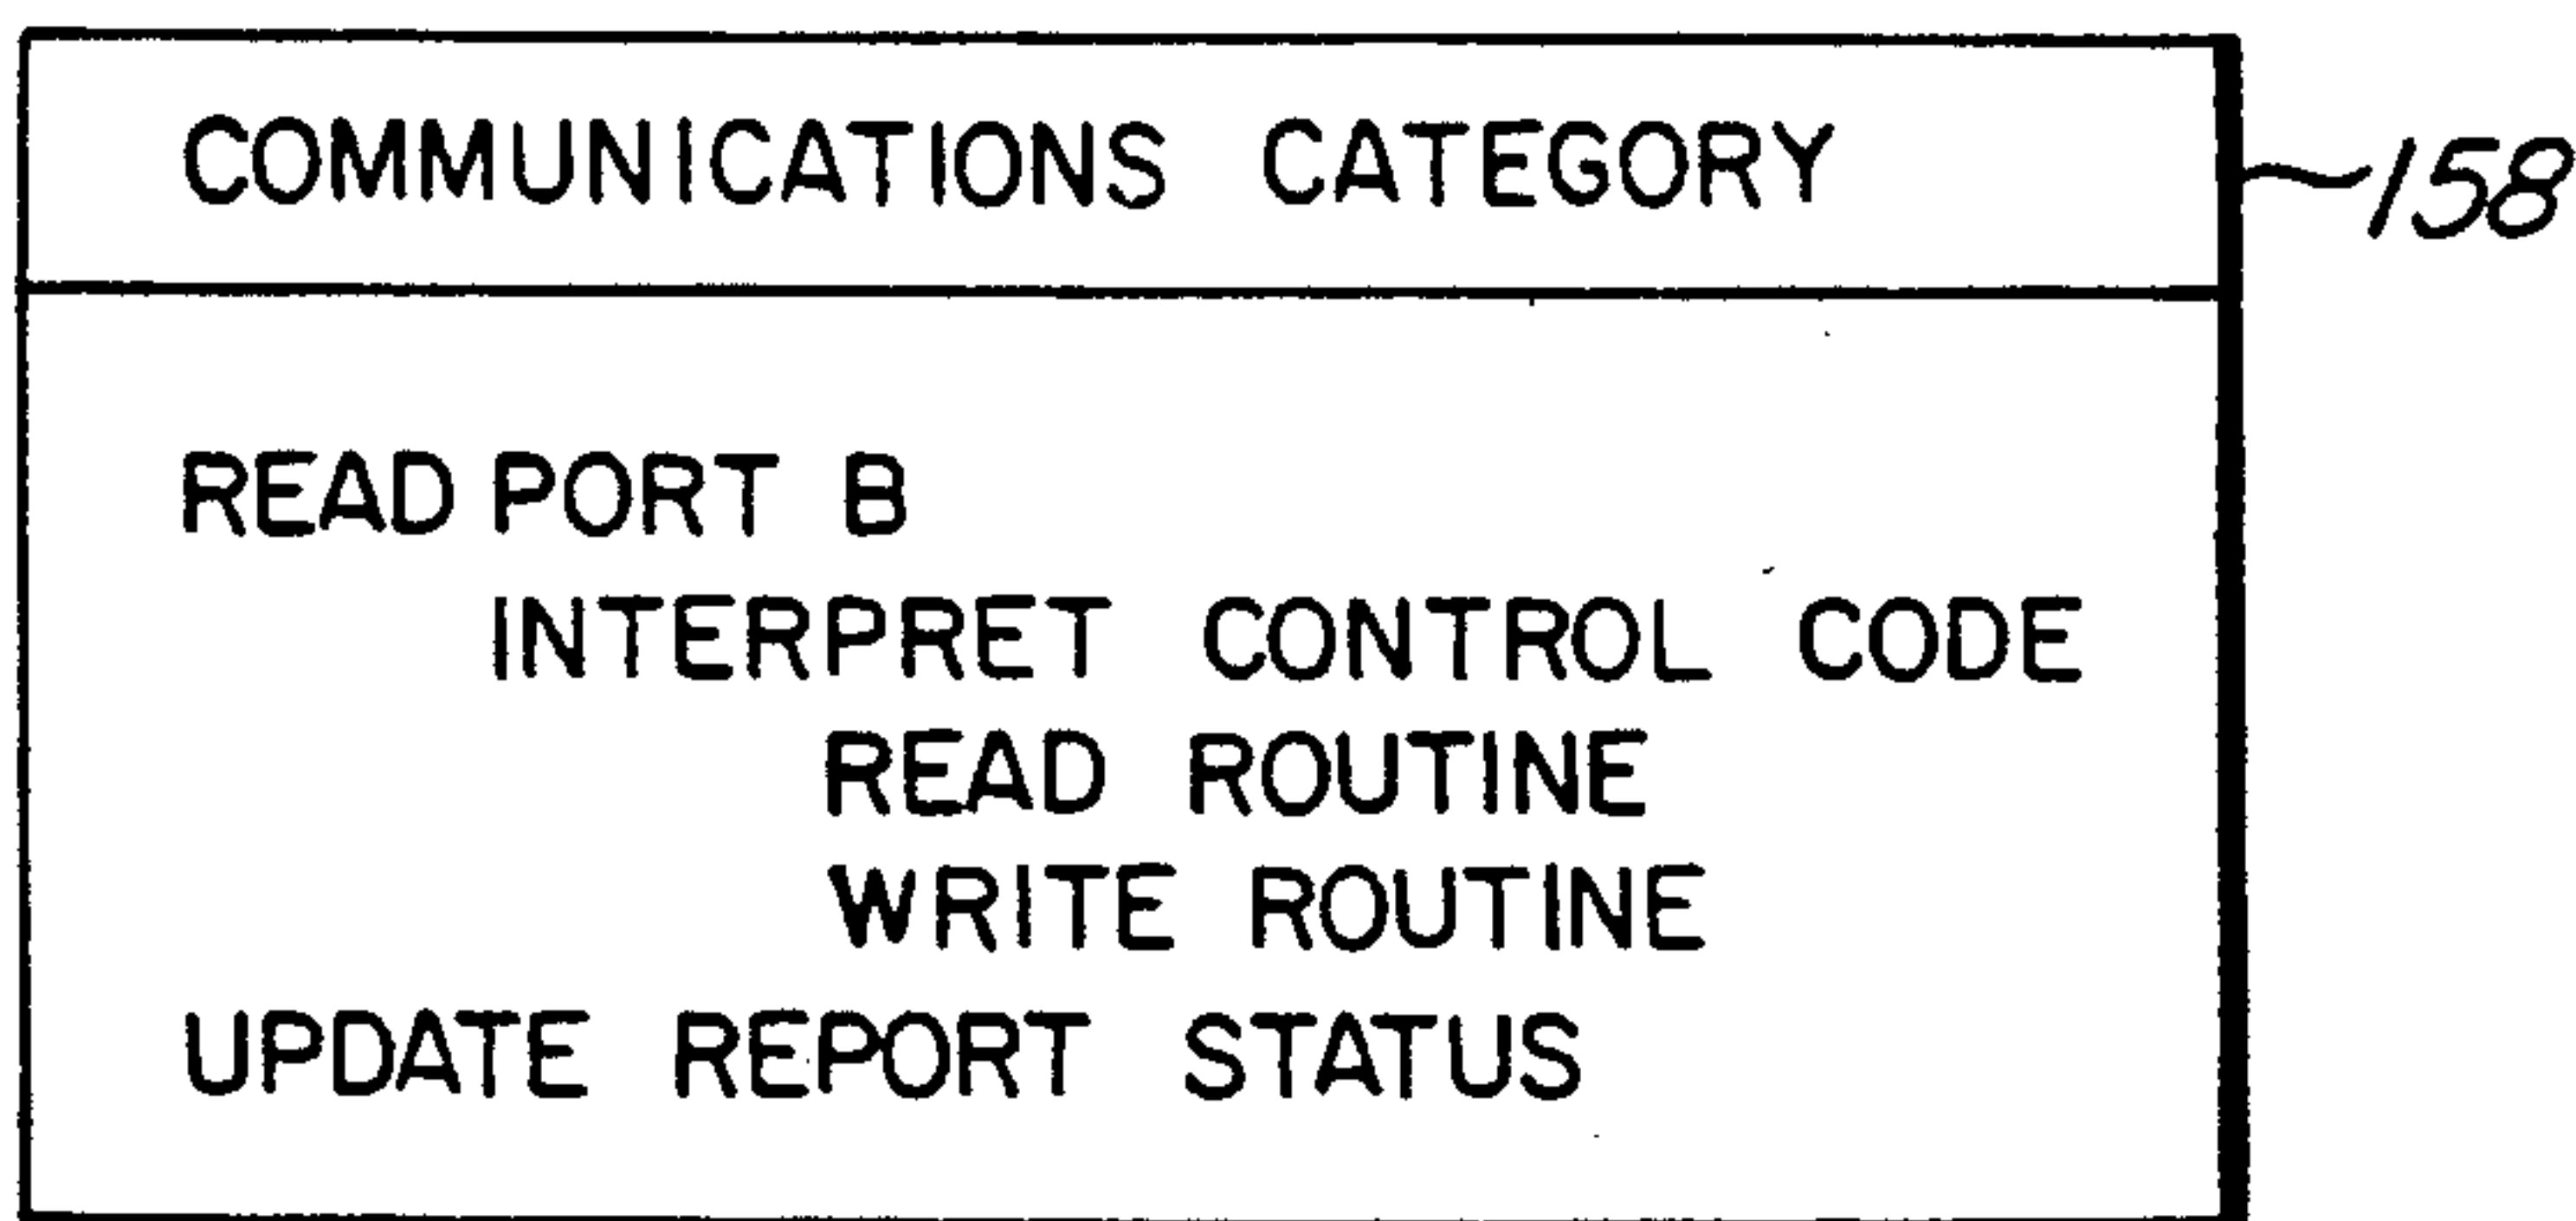 COMMUNICATIONS CATEGORY
158
READ PORT B
INTERPRET CONTROL CODE
READ ROUTINE
WRITE ROUTINE
UPDATE REPORT STATUS